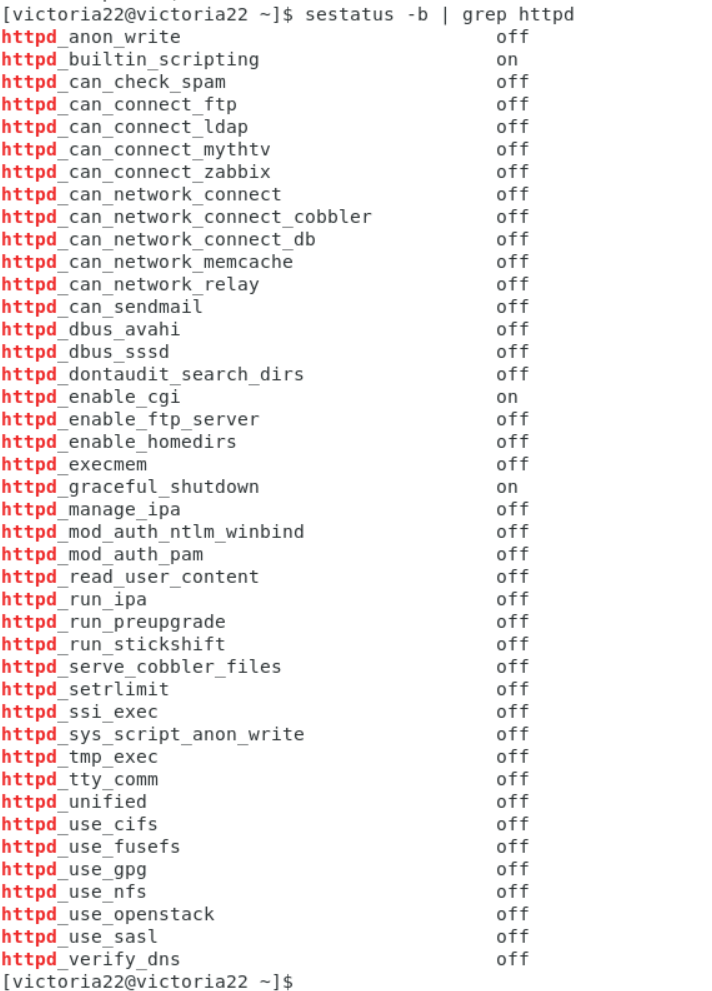 [victoria22@victoria22 ~]$ sestatus -b | grep httpd
httpd_anon_write off
httpd_builtin_scripting on
httpd_can_check_spam off
httpd_can_connect_ftp off
httpd_can_connect_ldap off
httpd_can_connect_mythtv off
httpd_can_connect_zabbix off
httpd_can_network_connect off
httpd_can_network_connect_cobbler off
httpd_can_network_connect_db off
httpd_can_network_memcache off
httpd_can_network_relay off
httpd_can_sendmail off
httpd_dbus_avahi off
httpd_dbus_sssd off
httpd_dontaudit_search_dirs off
httpd_enable_cgi on
httpd_enable_ftp_server off
httpd_enable_homedirs off
httpd_execmem off
httpd_graceful_shutdown on
httpd_manage_ipa off
httpd_mod_auth_ntlm_winbind off
httpd_mod_auth_pam off
httpd_read_user_content off
httpd_run_ipa off
httpd_run_preupgrade off
httpd_run_stickshift off
httpd_serve_cobbler_files off
httpd_setrlimit off
httpd_ssi_exec off
httpd_sys_script_anon_write off
httpd_tmp_exec off
httpd_tty_comm off
httpd_unified off
httpd_use_cifs off
httpd_use_fusefs off
httpd_use_gpg off
httpd_use_nfs off
httpd_use_openstack off
httpd_use_sasl off
httpd_verify_dns off
[victoria22@victoria22 ~]$